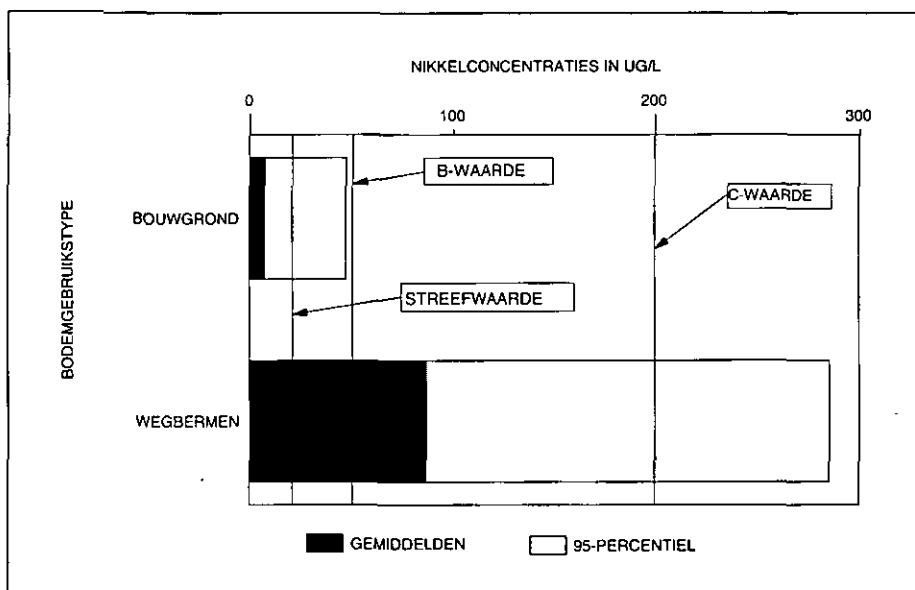 NIKKELCONCENTRATIES IN UG/L
0 100 200 300
B-WAARDE
C-WAARDE
BOUWGROND
STREEFWAARDE
BODEMGEBRUIKSTYPE
WEGBERMEN
GEMIDDELDEN 95-PERCENTIEL